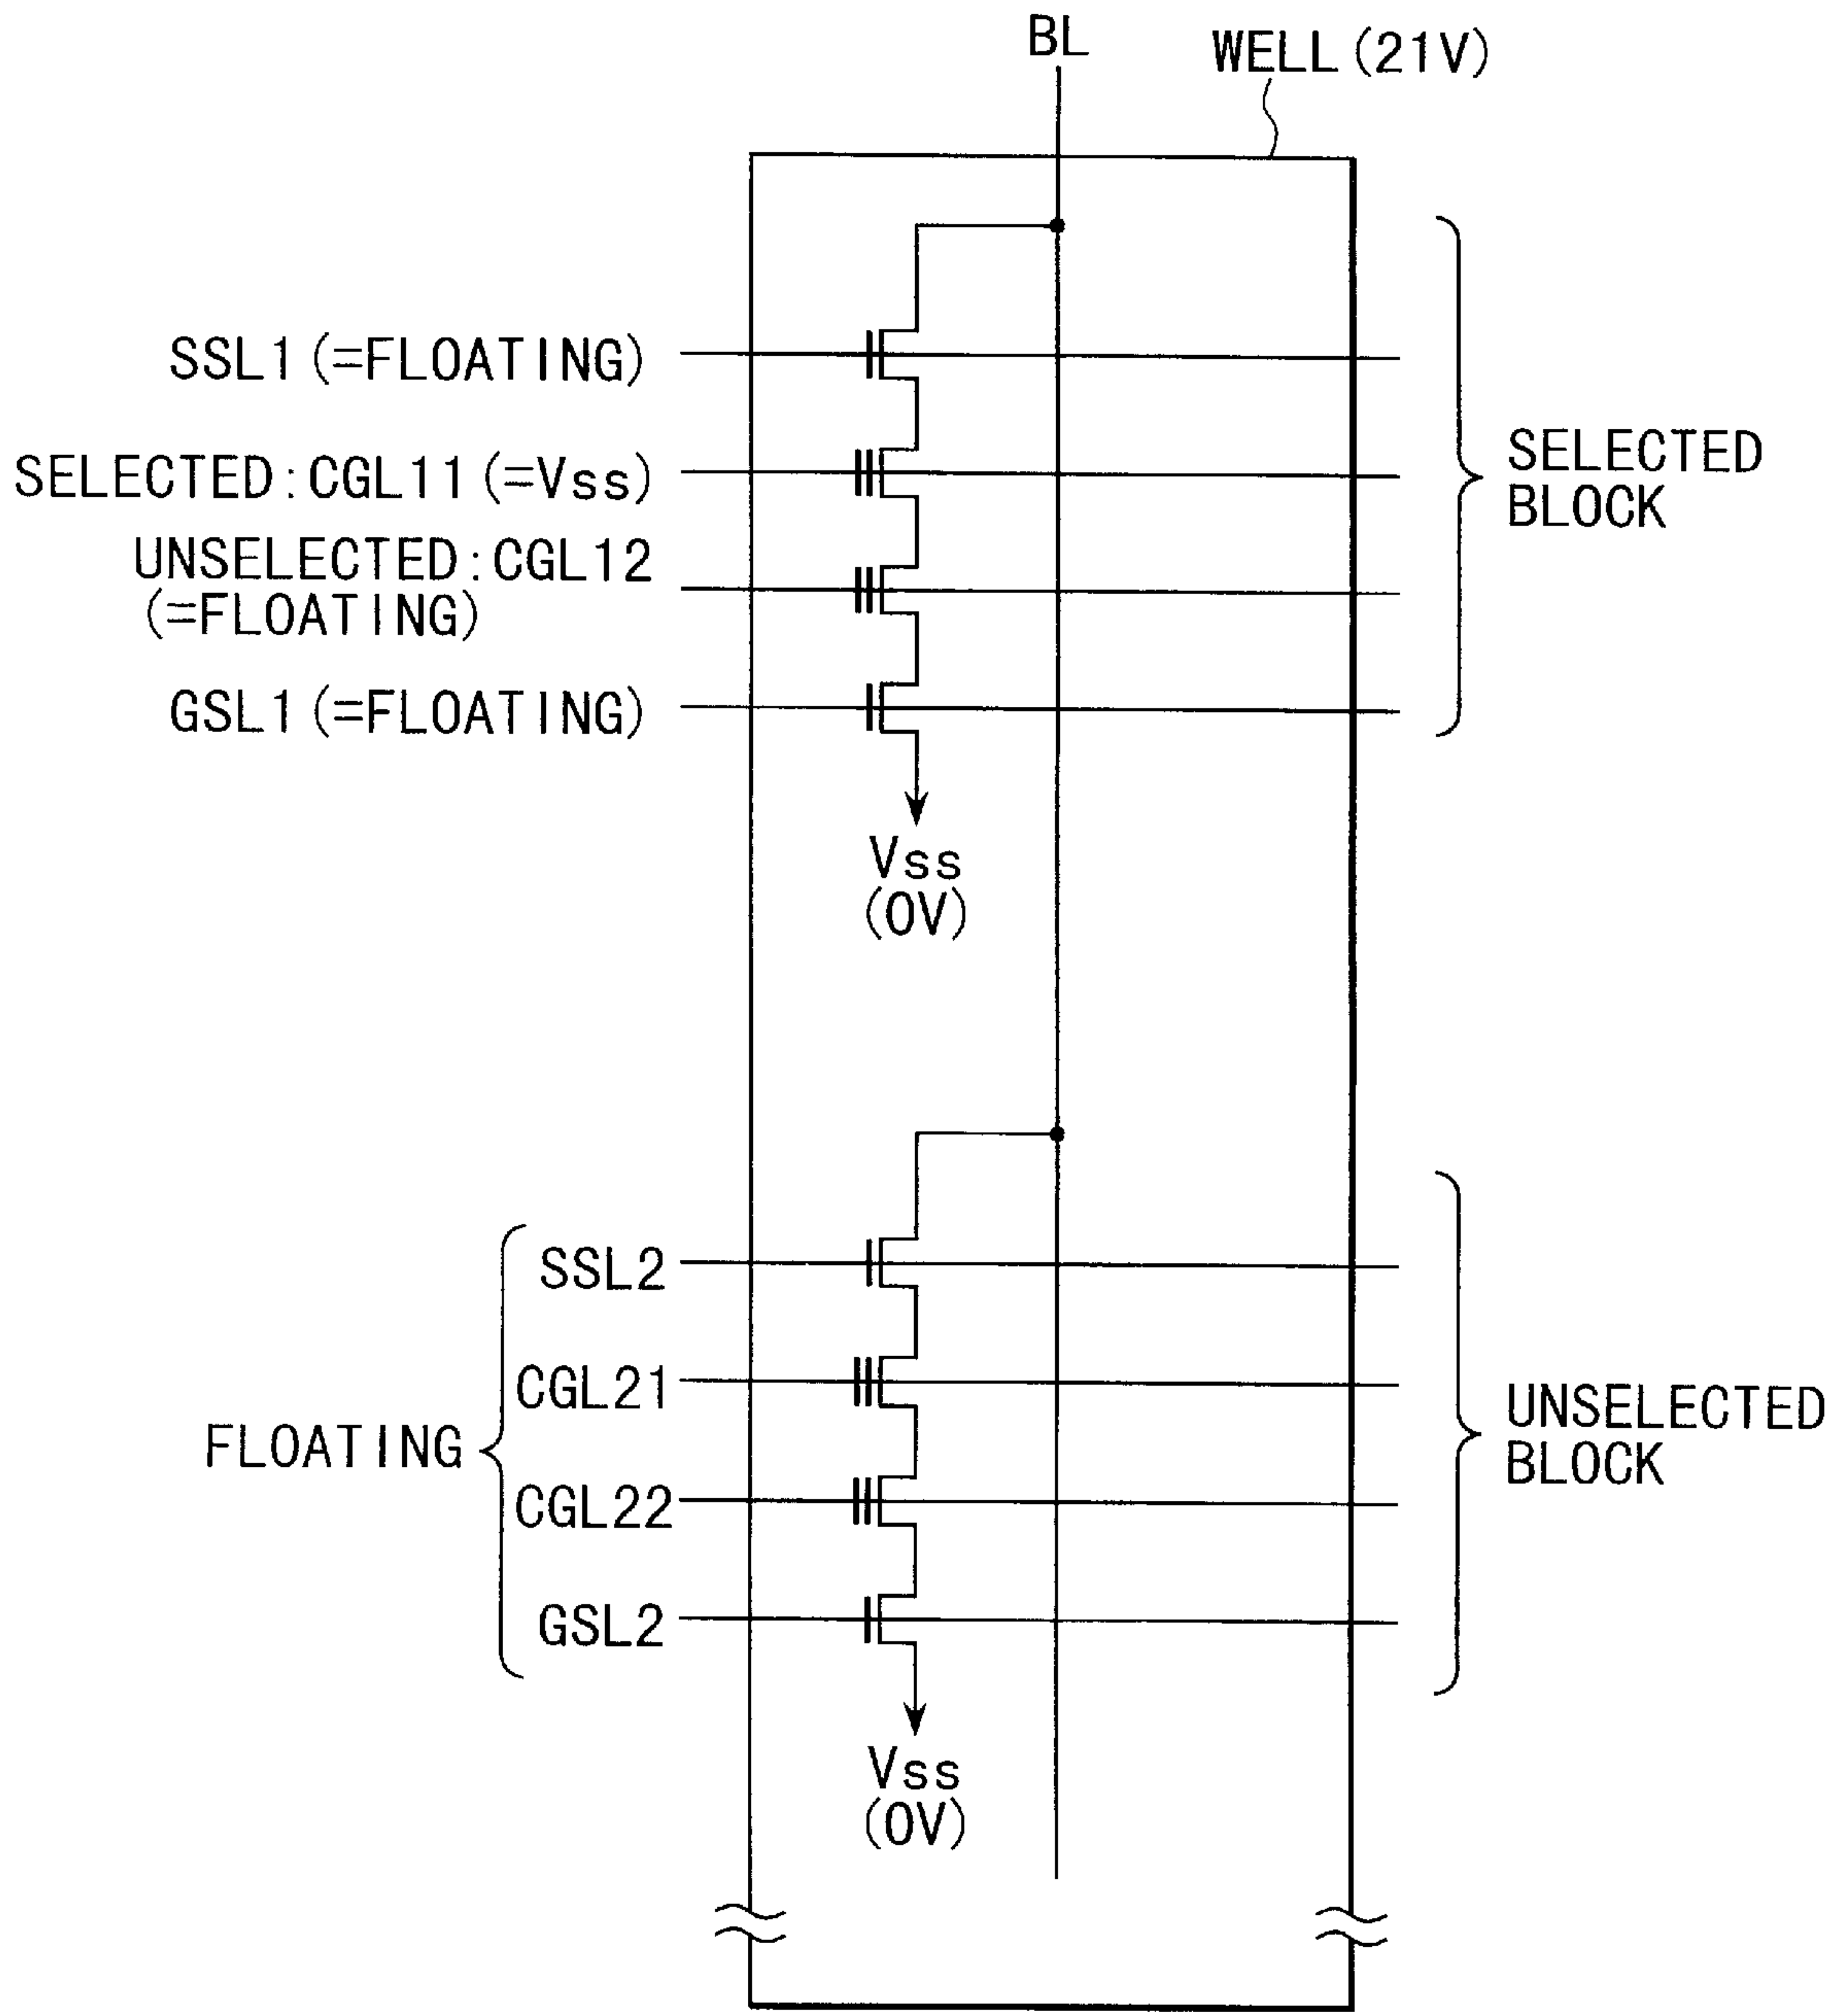 BL
WELL(21V)
SSL1(=FLOATING)
SELECTED:CGL11(=Vss)
UNSELECTED:CGL12
(=FLOATING)
GSL1(=FLOATING)
SELECTED
BLOCK
Vss
(0V)
SSL2
CGL21
FLOATING
CGL22
GSL2
UNSELECTED
BLOCK
Vss
(0V)